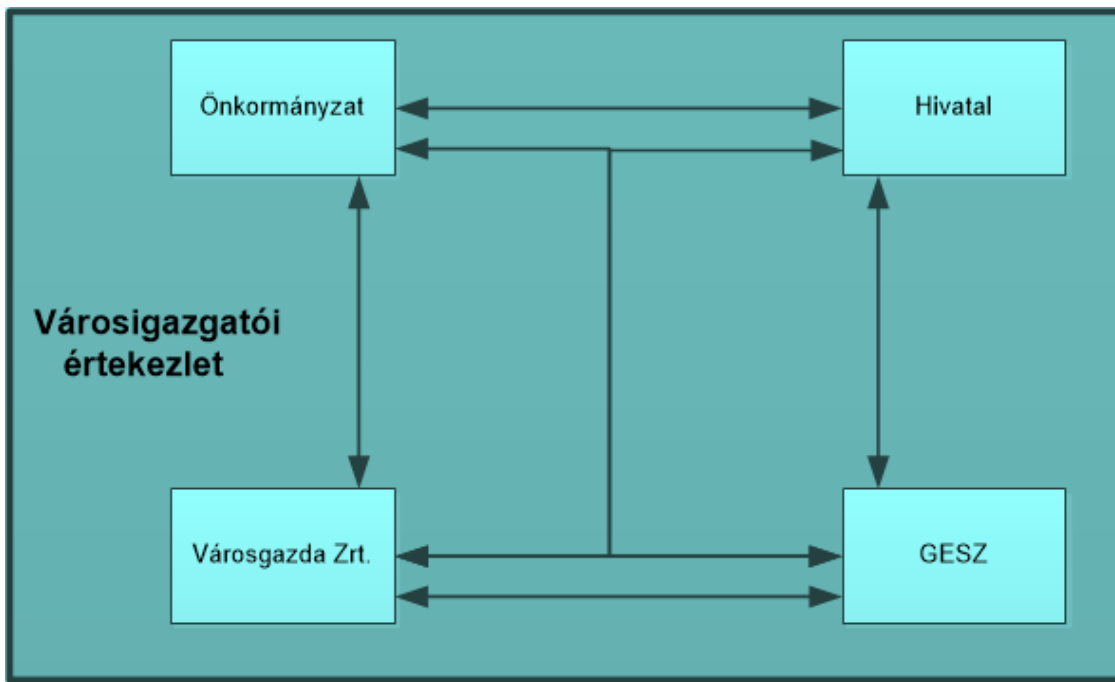 Önkormányzat
Hivatal
Városigazgatói
értekezlet
Városgazda Zrt.
GESZ